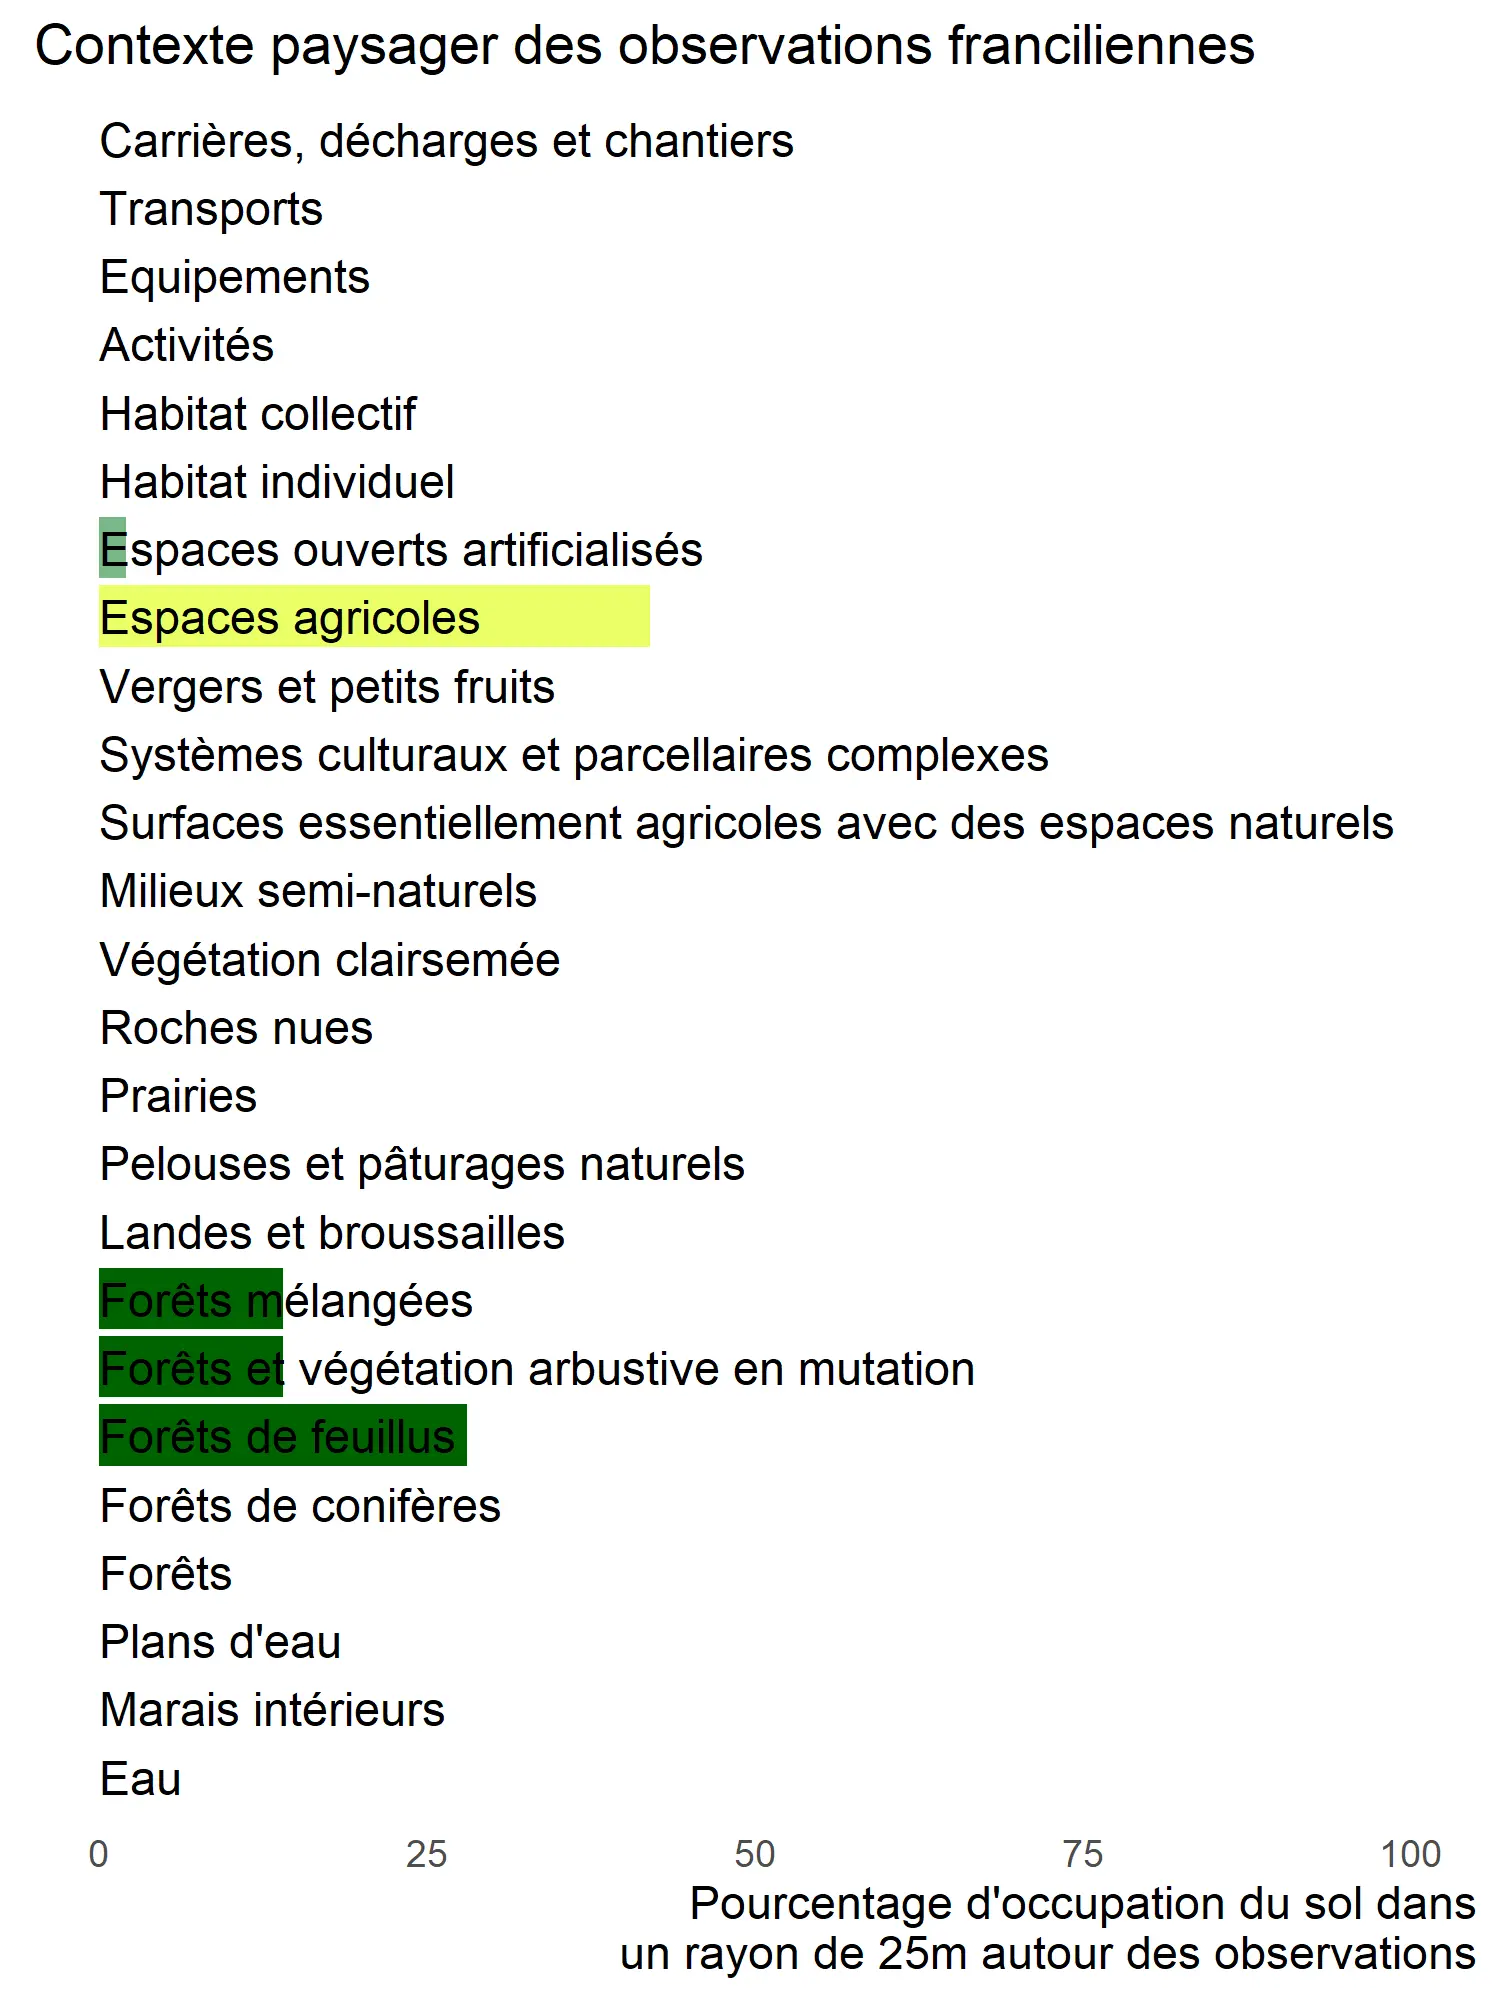 Contexte paysager des observations franciliennes
Carrières, décharges et chantiers
Transports
Equipements
Activités
Habitat collectif
Habitat individuel
Espaces ouverts artificialisés
Espaces agricoles
Vergers et petits fruits
Systèmes culturaux et parcellaires complexes
Surfaces essentiellement agricoles avec des espaces naturels
Milieux semi-naturels
Végétation clairsemée
Roches nues
Prairies
Pelouses et pâturages naturels
Landes et broussailles
Forêts mélangées
Forêts et végétation arbustive en mutation
Forêts de feuillus
Forêts de conifères
Forêts
Plans d'eau
Marais intérieurs
Eau
0 25 50 75 100
Pourcentage d'occupation du sol dans
un rayon de 25m autour des observations